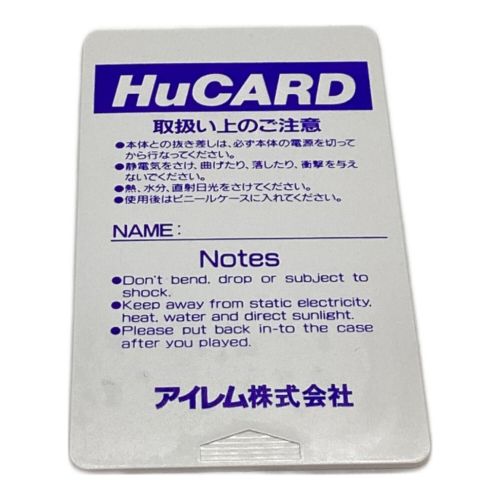 HuCARD
取扱い上のご注意
●本体との抜き差しは、必ず本体の電源を切って
から行なってください。
●静電気をさけ、曲げたり、落したり、衝撃を与え
ないでください。
●熱、水分、直射日光をさけてください。
●使用後はビニールケースに入れてください。
NAME:
Notes
●Don't bend, drop or subject to
shock.
●Keep away from static electricity,
heat, water and direct sunlight.
●Please put back in-to the case
after you played.
アイレム株式会社